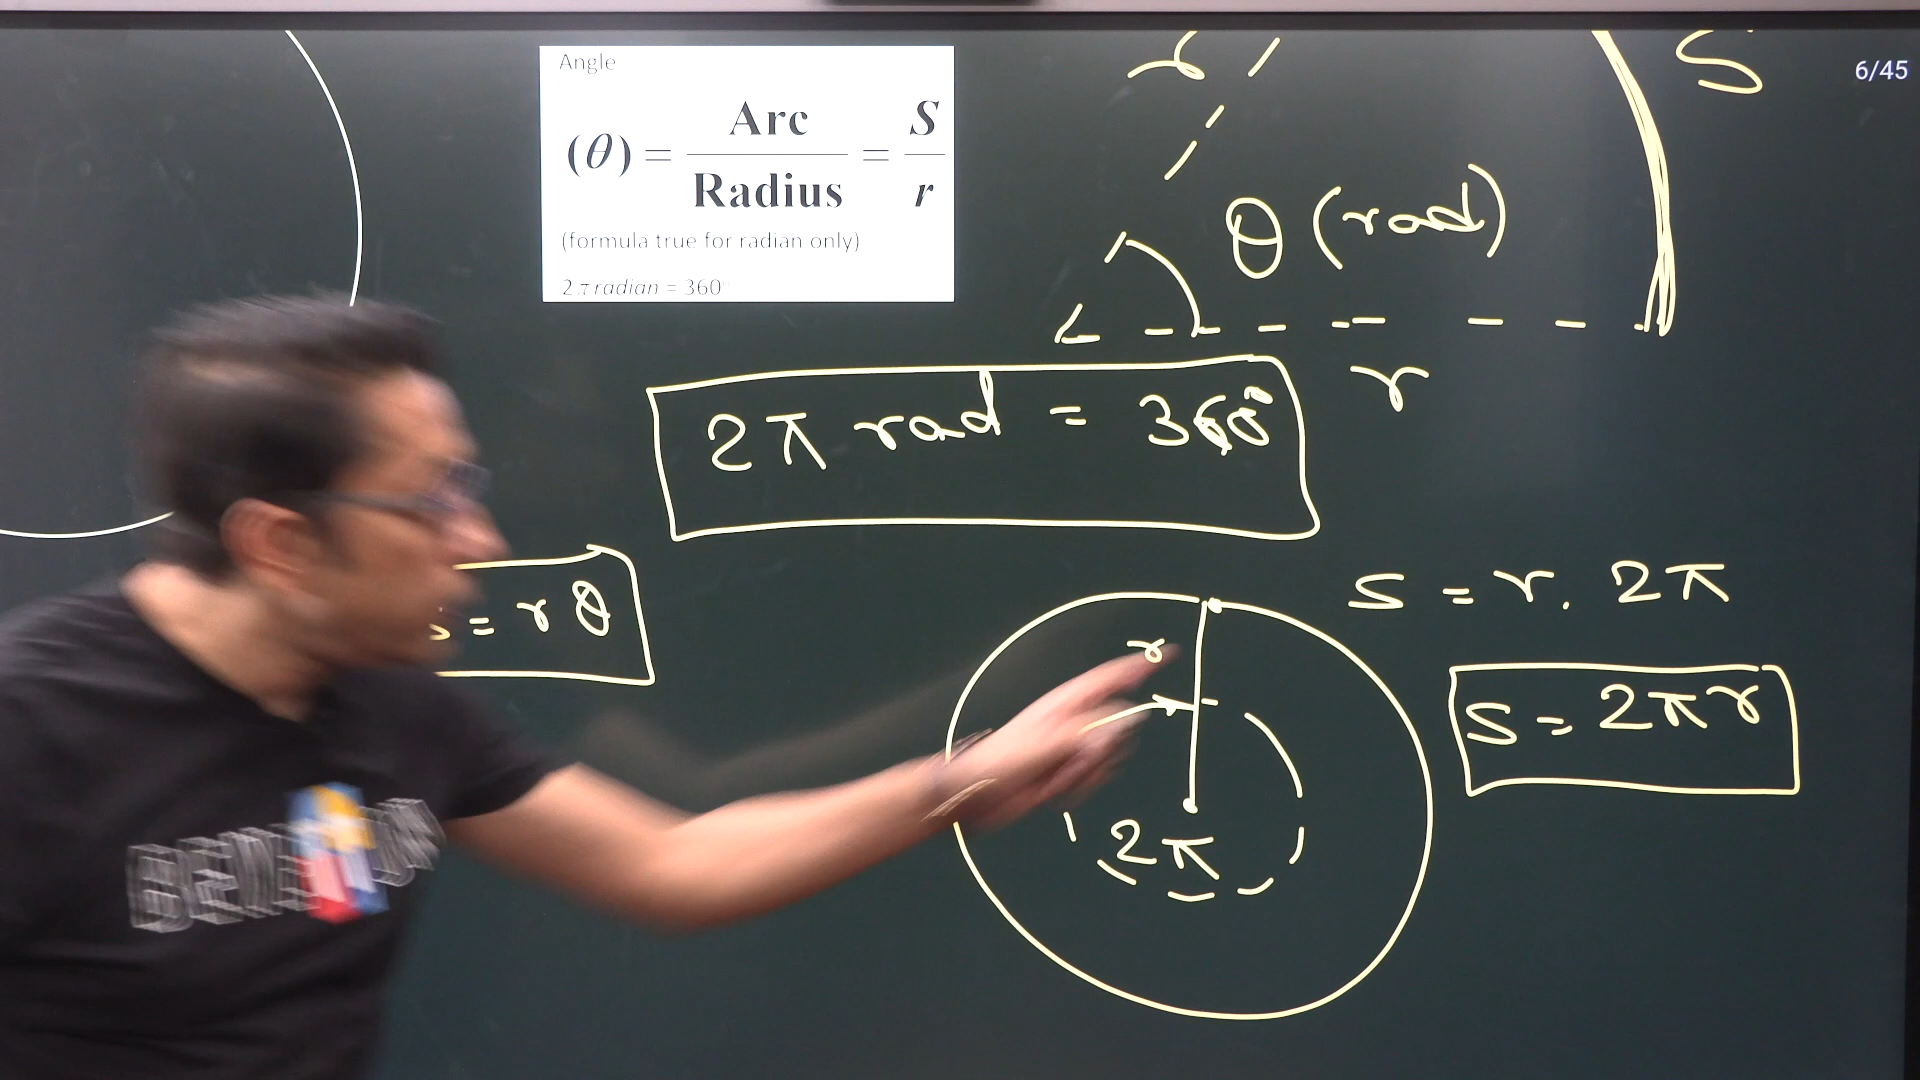 6/45
Angle
(θ) = Arc / Radius = S / r
(formula true for radian only)
2π radian = 360°
r
S
θ (rad)
r
2π rad = 360°
= rθ
S = r. 2π
r
S = 2πr
2π